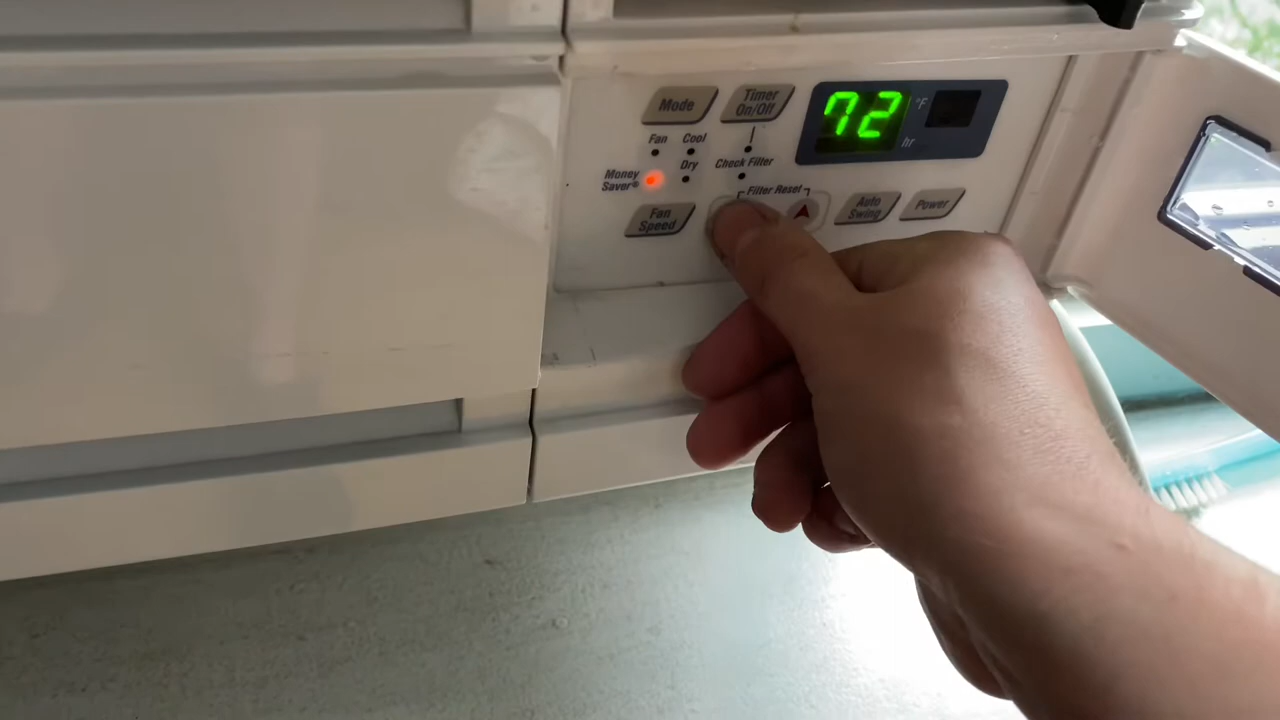 Mode
Timer
On/Off
72
°F
hr
Fan
Cool
Money
Saver®
Dry
Check Filter
Filter Reset
Fan
Speed
Auto
Swing
Power